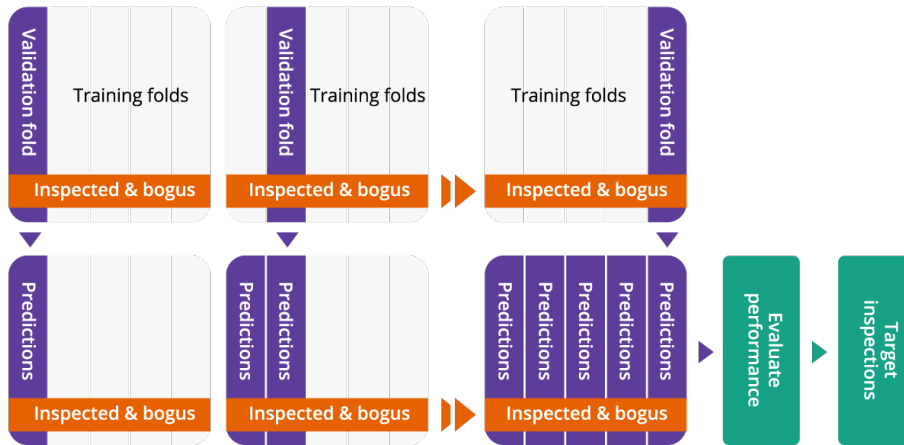 Validation fold
Training folds
Inspected & bogus
Validation fold
Training folds
Inspected & bogus
Training folds
Validation fold
Inspected & bogus
Predictions
Inspected & bogus
Predictions
Predictions
Inspected & bogus
Predictions
Predictions
Predictions
Predictions
Predictions
Inspected & bogus
Evaluate
performance
Target
inspections